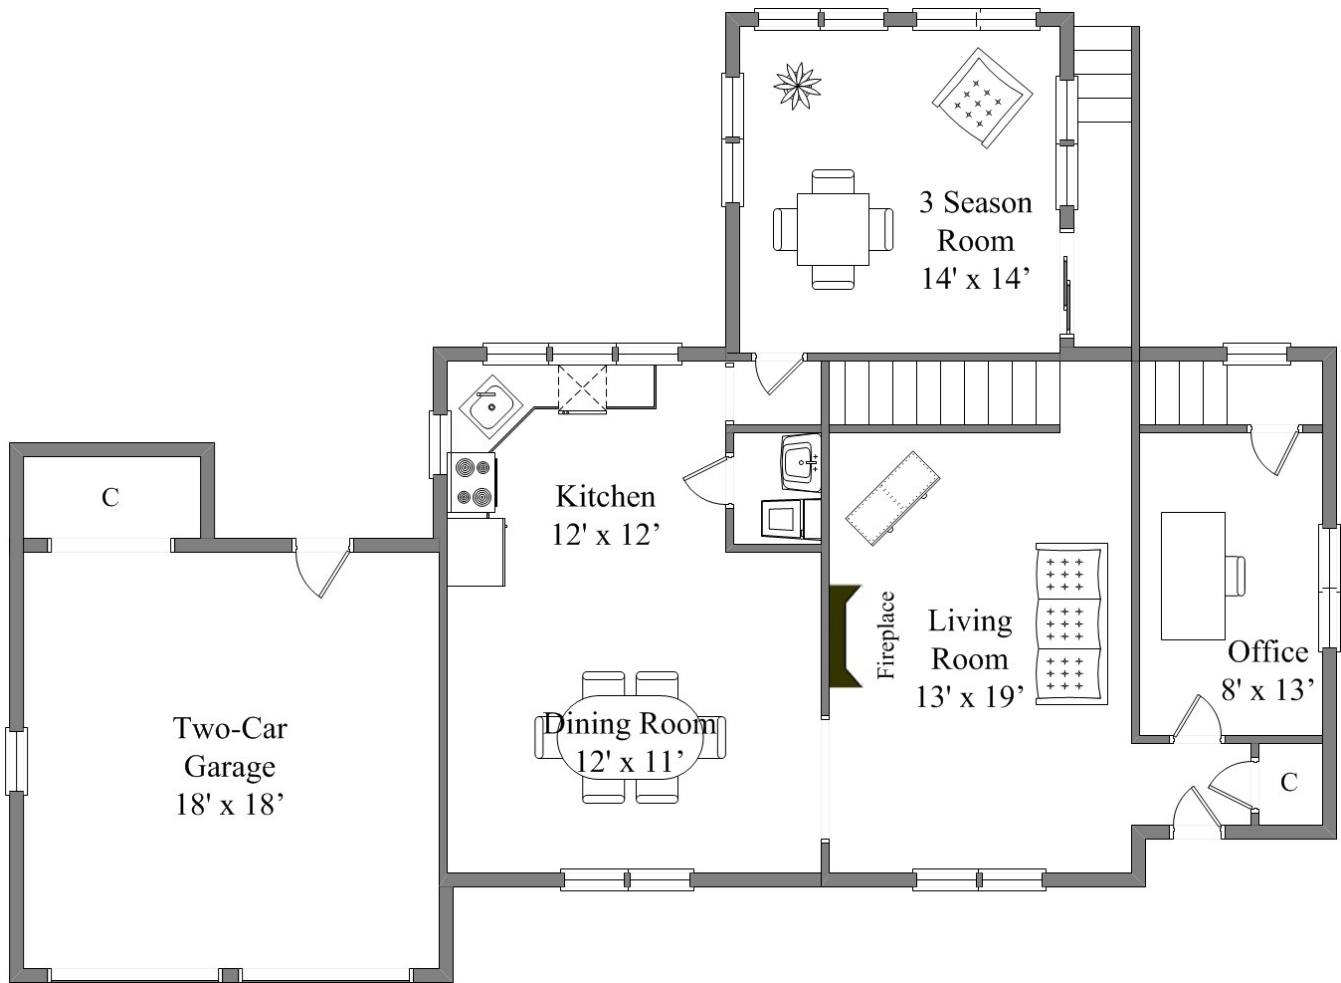 3 Season
Room
14' x 14’
C
Kitchen
12' x 12’
Fireplace
Living
Room
13' x 19’
Office
8' x 13’
Two-Car
Garage
18' x 18’
Dining Room
12' x 11’
C